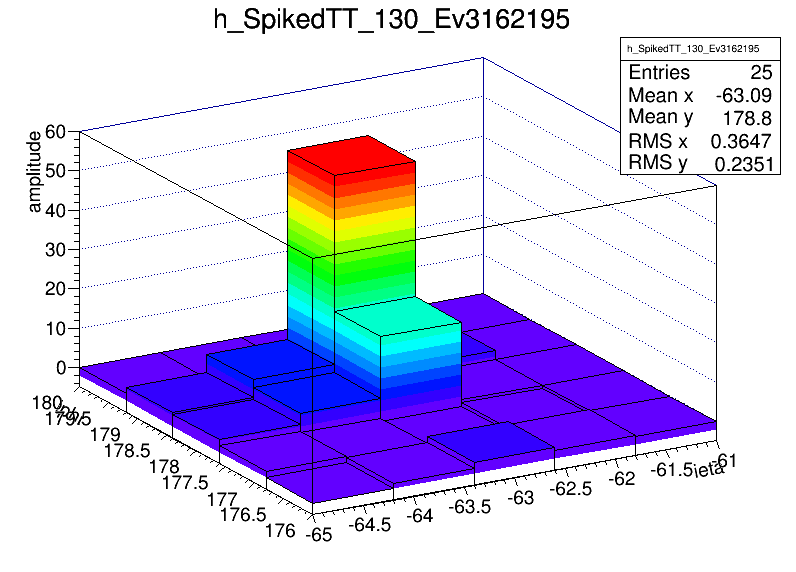 h_SpikedTT_130_Ev3162195
h_SpikedTT_130_Ev3162195
Entries 25
Mean x -63.09
Mean y 178.8
RMS x 0.3647
RMS y 0.2351
amplitude
60
50
40
30
20
10
0
180
179.5
179
178.5
178
177.5
177
176.5
176
-65
-64.5
-64
-63.5
-63
-62.5
-62
-61.5
-61
ieta